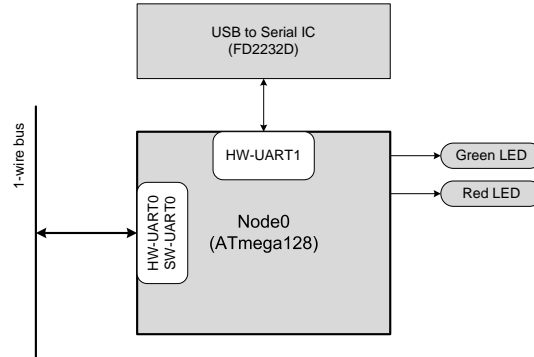 USB to Serial IC
(FD2232D)
1-wire bus
HW-UART1
Green LED
Red LED
HW-UART0
SW-UART0
Node0
(ATmega128)